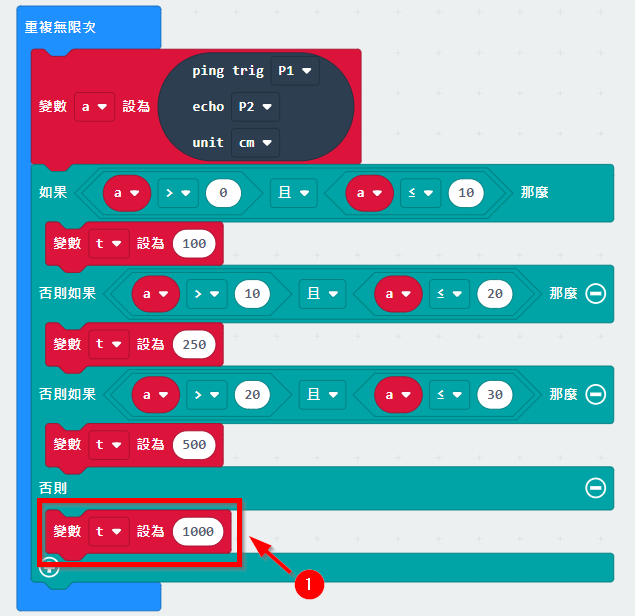 重複無限次
ping trig P1
變數 a 設為 echo P2
unit cm
如果 a > 0 且 a ≤ 10 那麼
變數 t 設為 100
否則如果 a > 10 且 a ≤ 20 那麼
變數 t 設為 250
否則如果 a > 20 且 a ≤ 30 那麼
變數 t 設為 500
否則
變數 t 設為 1000
1